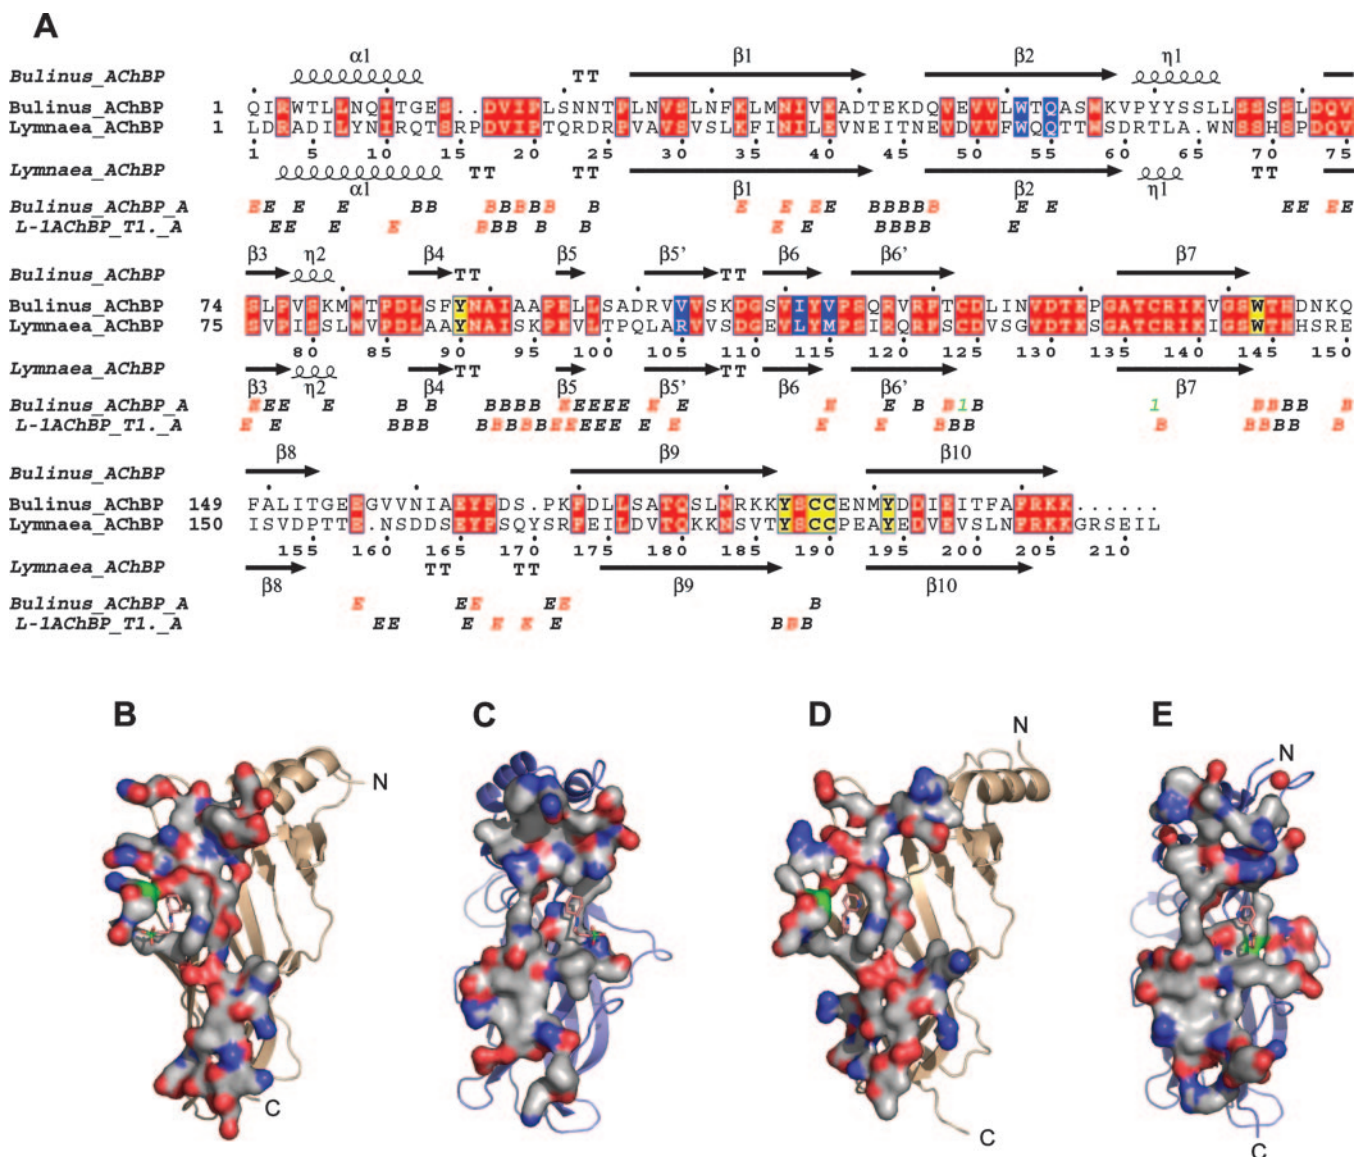 A
α1 TT β1 β2 η1
Bulinus_AChBP
Bulinus_AChBP 1 QIRWTLLNQITGES..DVIPLSNNTPLNVSLNFKLMNIVEADTEKDQVEVVLWTQASWKVPYYSSLLSSSSLDQV
Lymnaea_AChBP 1 LDRADILYNIRQTSRPDVIPTQRDRPVAVSVSLKFINILEVNEITNEVDVVFWQQTTWSDRTLA.WNSSHSPDQV
1 5 10 15 20 25 30 35 40 45 50 55 60 65 70 75
Lymnaea_AChBP TT TT TT
α1 β1 β2 η1
Bulinus_AChBP_A E E E E B B B B B B B B E E E E B B B B B E E E E E E
L-1AChBP_T1._A E E E E B B B B B E E B B B B E
β3 η2 β4 β5 β5' β6 β6' β7
Bulinus_AChBP TT TT
Bulinus_AChBP 74 SLPVSKMWTPDLSFYNAIAAPELLSADRVVVSKDGSIYVPSQRVRFTCDLINVDTEPGATCRIKVGSWTHDNKQ
Lymnaea_AChBP 75 SVPISSLWVPDLAAYNAISKPEVLTPQLARVVSDGEVLYMPSIRQRFSCDVSGVDTESGATCRIKIGSWTHHSRE
80 85 90 95 100 105 110 115 120 125 130 135 140 145 150
Lymnaea_AChBP TT TT
β3 η2 β4 β5 β5' β6 β6' β7
Bulinus_AChBP_A E E E E B B B B B B E E E E E E B E E B B 1 B 1 B B B B B
L-1AChBP_T1._A E E B B B B B E B E E E E E E E E E B B B B B B B B B
β8 β9 β10
Bulinus_AChBP
Bulinus_AChBP 149 FALITGEEGVVNIAEYFDS.PKFDLLSATQSLNRKKYSCCENMYDDIEITFAFRKK......
Lymnaea_AChBP 150 ISVDPTTE.NSDDSEYFSQYSRFEILDVTQKKNSVTYSCCPEAYEDVEVSLNFRKKGRSEIL
155 160 165 170 175 180 185 190 195 200 205 210
Lymnaea_AChBP TT TT
β8 β9 β10
Bulinus_AChBP_A E E E E E B
L-1AChBP_T1._A E E E E E E B B B
B C D E
N N N
C C C